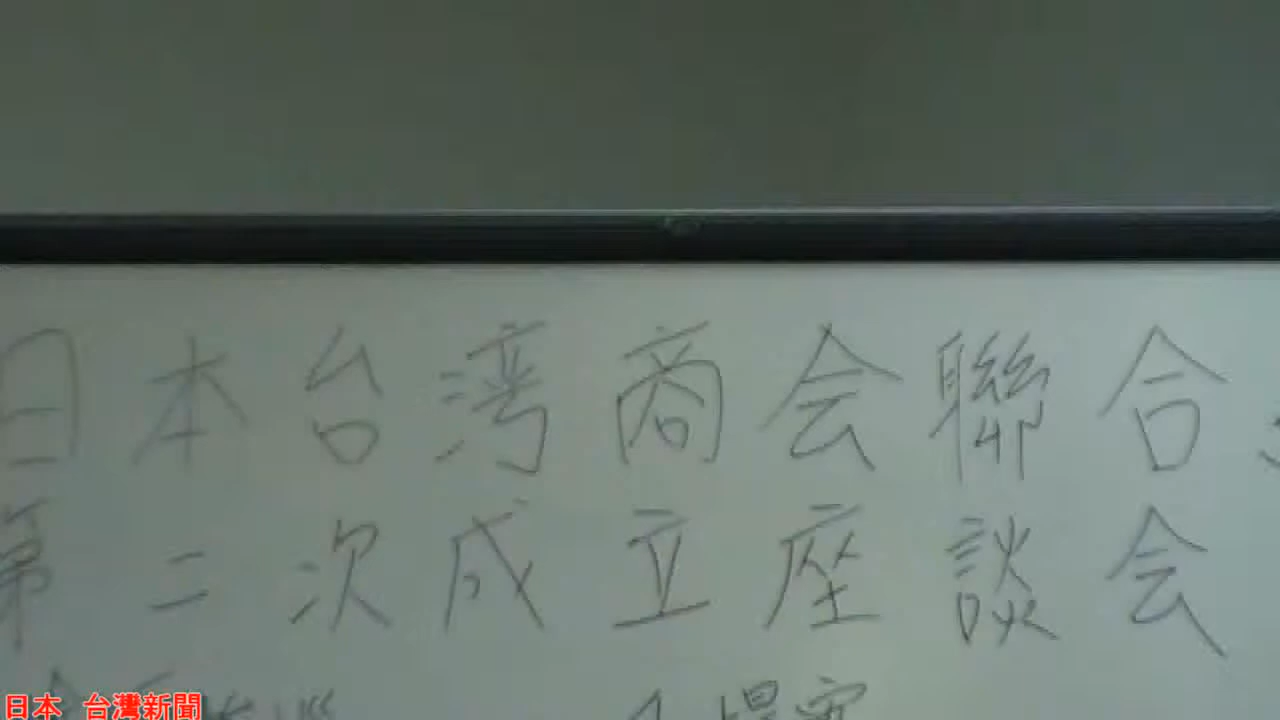 日本台湾商会聯合
第二次成立座談会
日本 台灣新聞